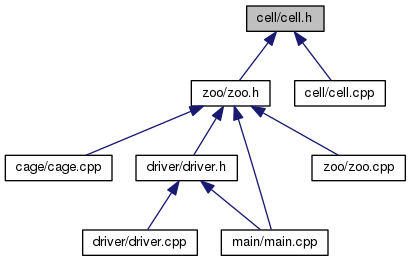 cell/cell.h
zoo/zoo.h
cell/cell.cpp
cage/cage.cpp
driver/driver.h
zoo/zoo.cpp
driver/driver.cpp
main/main.cpp